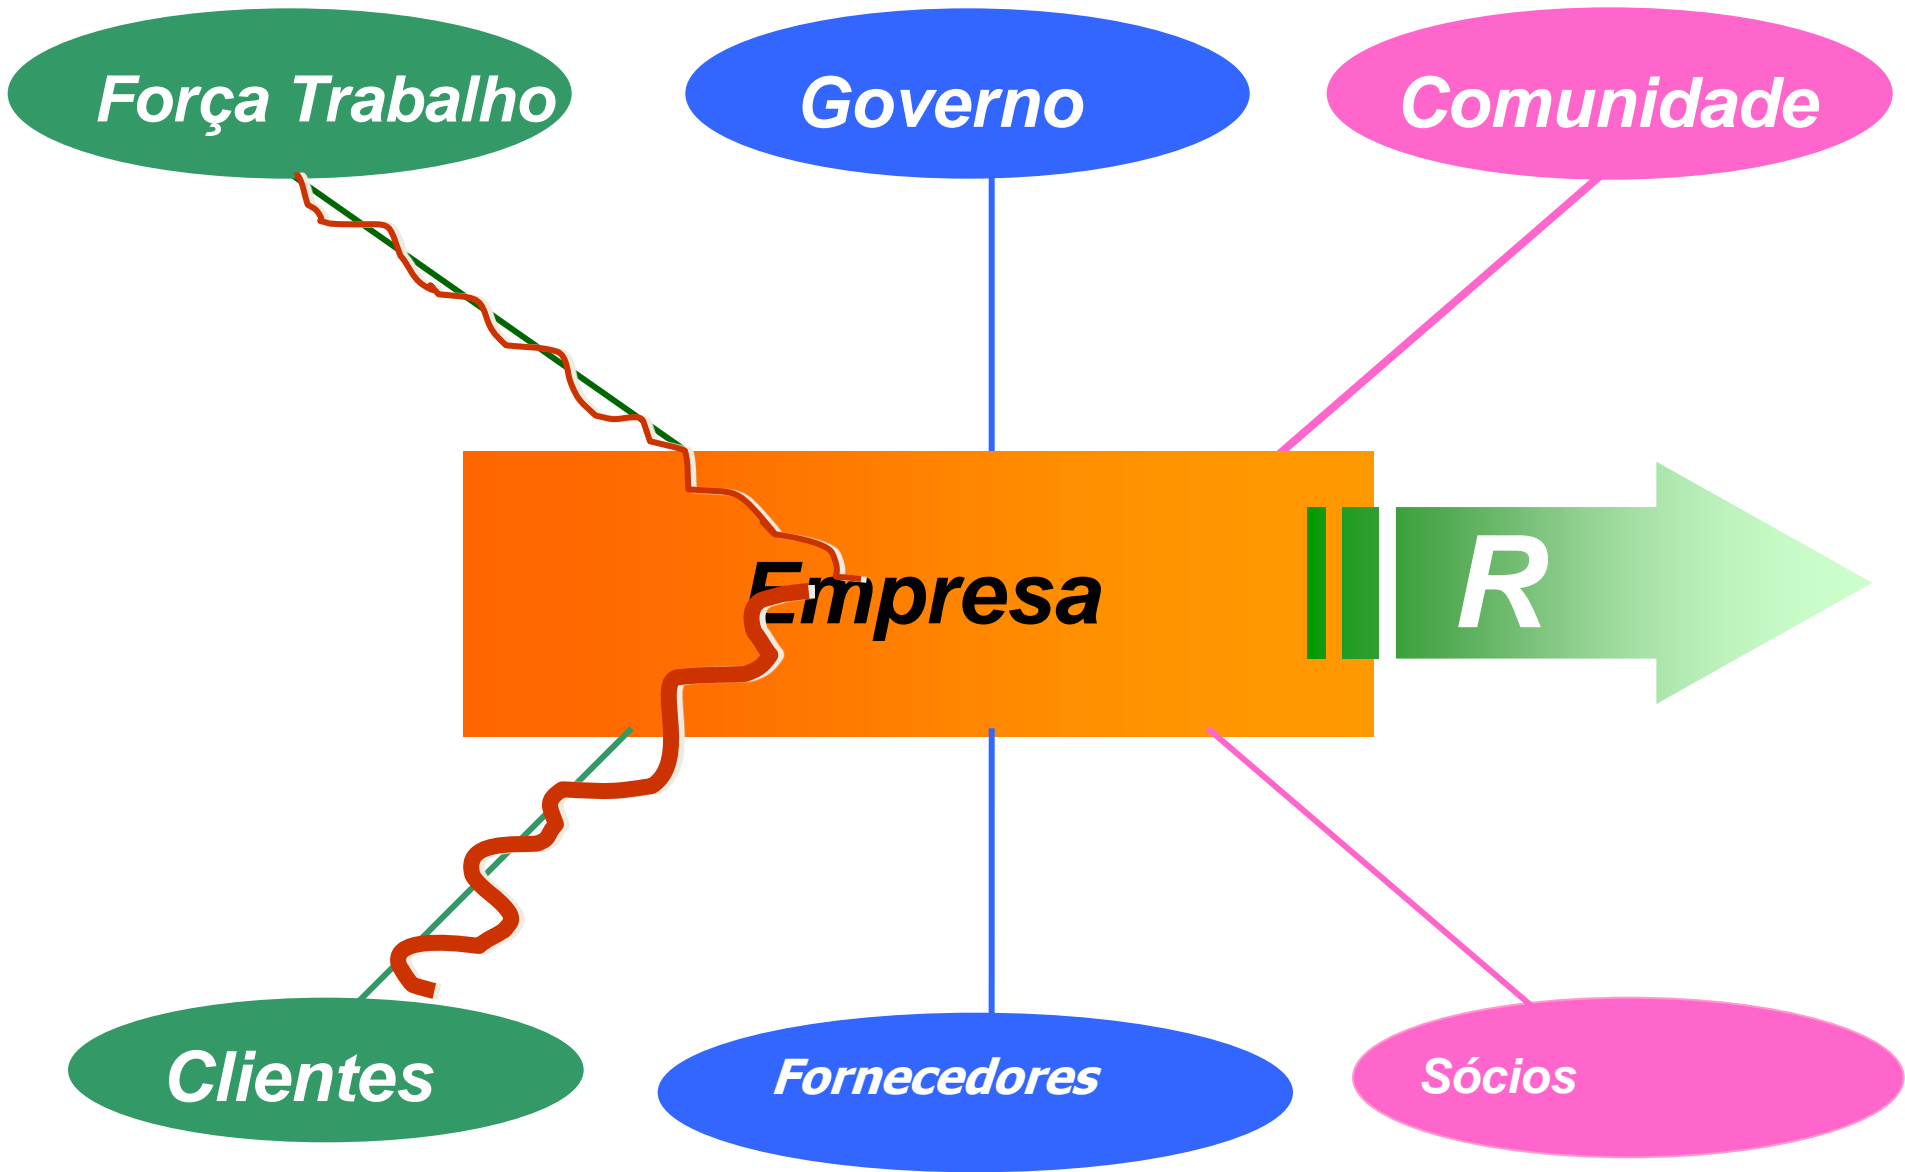 Força Trabalho
Governo
Comunidade
Empresa
R
Clientes
Fornecedores
Sócios